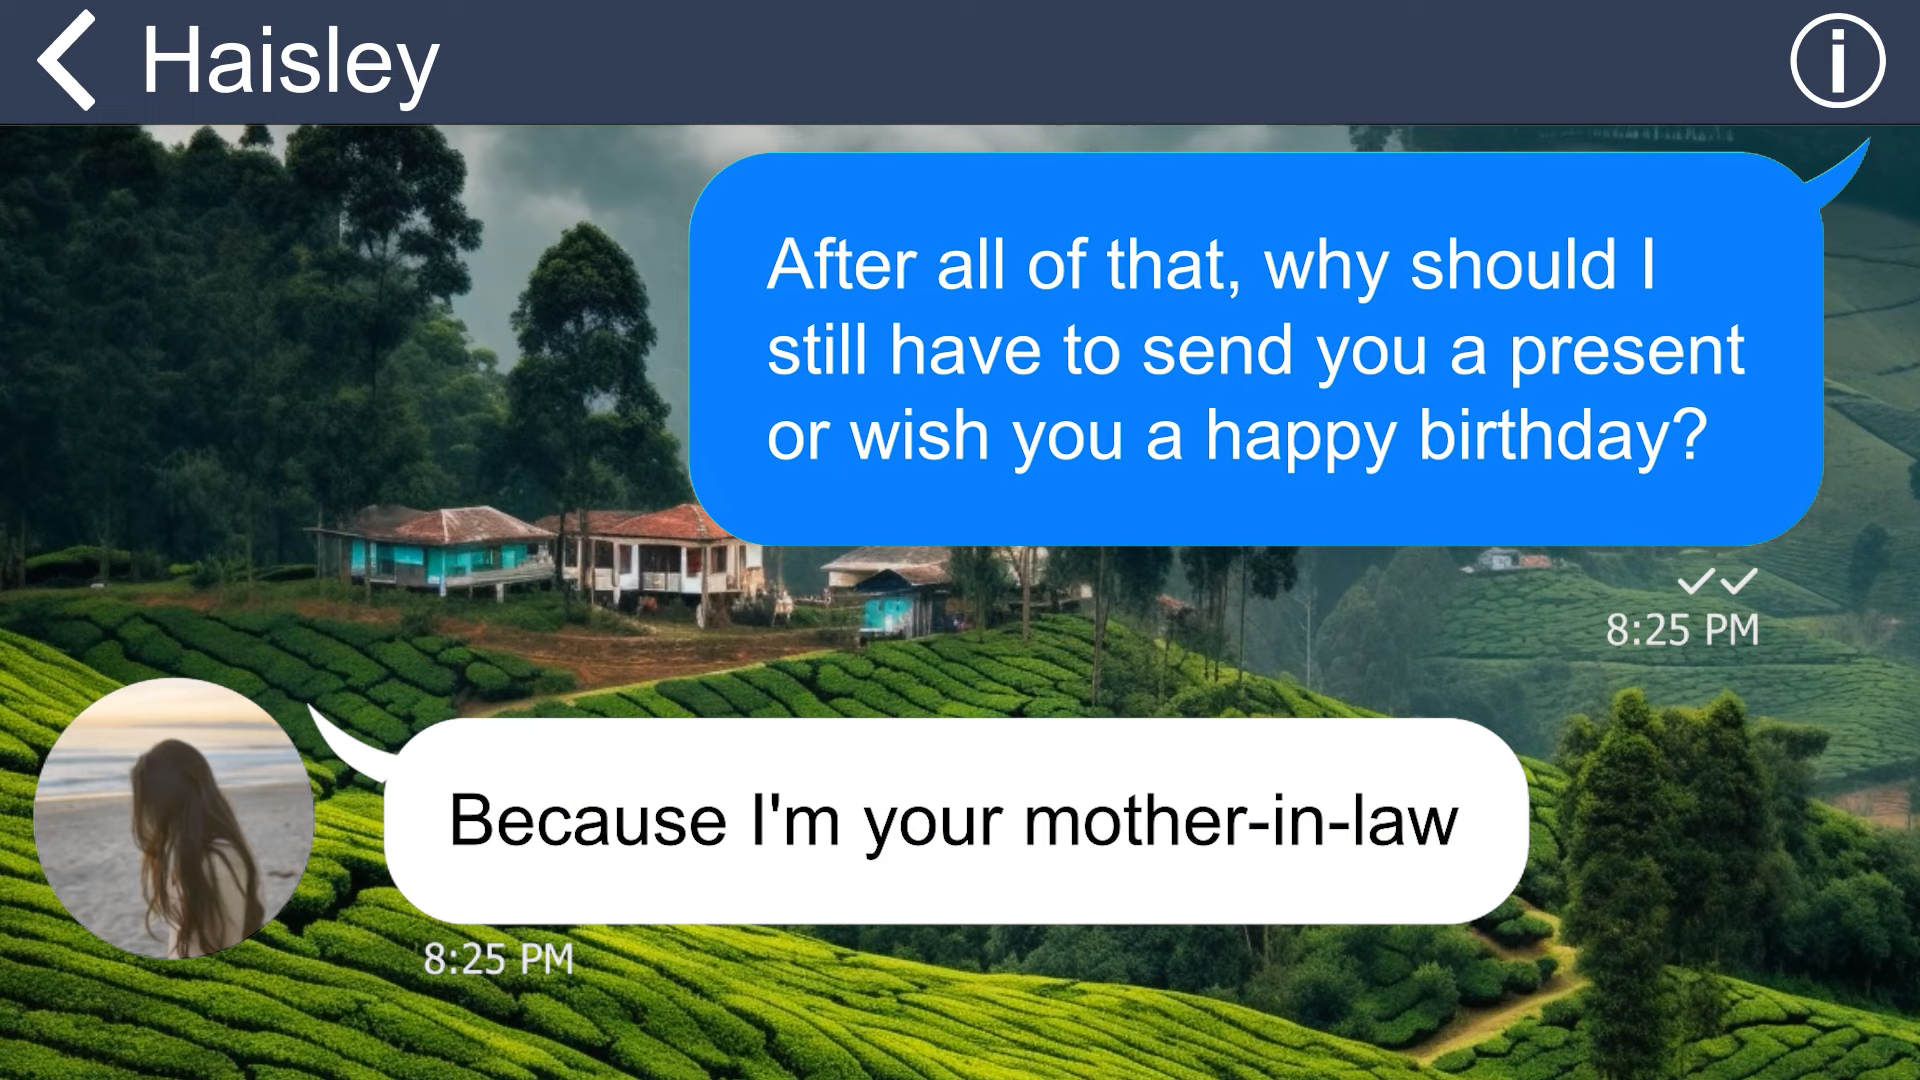 Haisley
After all of that, why should I
still have to send you a present
or wish you a happy birthday?
8:25 PM
Because I'm your mother-in-law
8:25 PM